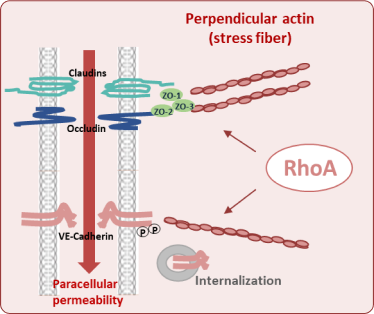 Perpendicular actin
(stress fiber)
Claudins
ZO-1
ZO-3
ZO-2
Occludin
RhoA
VE-Cadherin
P P
Internalization
Paracellular
permeability